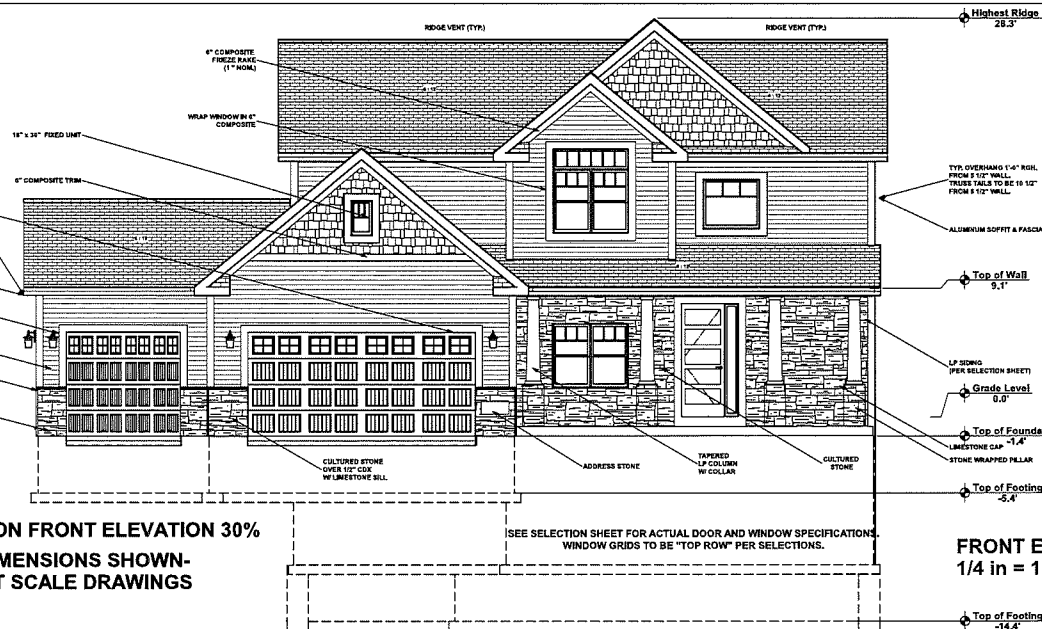 Highest Ridge
28.3'
RIDGE VENT (TYP.)
RIDGE VENT (TYP.)
6" COMPOSITE
FRIEZE RAKE
(1" NOM.)
WRAP WINDOW IN 6"
COMPOSITE
18" x 36" FIXED UNIT
6" COMPOSITE TRIM
TYP. OVERHANG 1'-6" RGH.
FROM 5 1/2" WALL.
TRUSS TAILS TO BE 10 1/2"
FROM 5 1/2" WALL.
ALUMINUM SOFFIT & FASCIA
Top of Wall
9.1'
LP SIDING
(PER SELECTION SHEET)
Grade Level
0.0'
Top of Founda
-1.4'
LIMESTONE CAP
STONE WRAPPED PILLAR
CULTURED STONE
OVER 1/2" CDX
W/ LIMESTONE SILL
ADDRESS STONE
TAPERED
LP COLUMN
W/ COLLAR
CULTURED
STONE
Top of Footing
-5.4'
ON FRONT ELEVATION 30%
MENSIONS SHOWN-
T SCALE DRAWINGS
SEE SELECTION SHEET FOR ACTUAL DOOR AND WINDOW SPECIFICATIONS.
WINDOW GRIDS TO BE "TOP ROW" PER SELECTIONS.
FRONT E
1/4 in = 1
Top of Footing
-14.4'